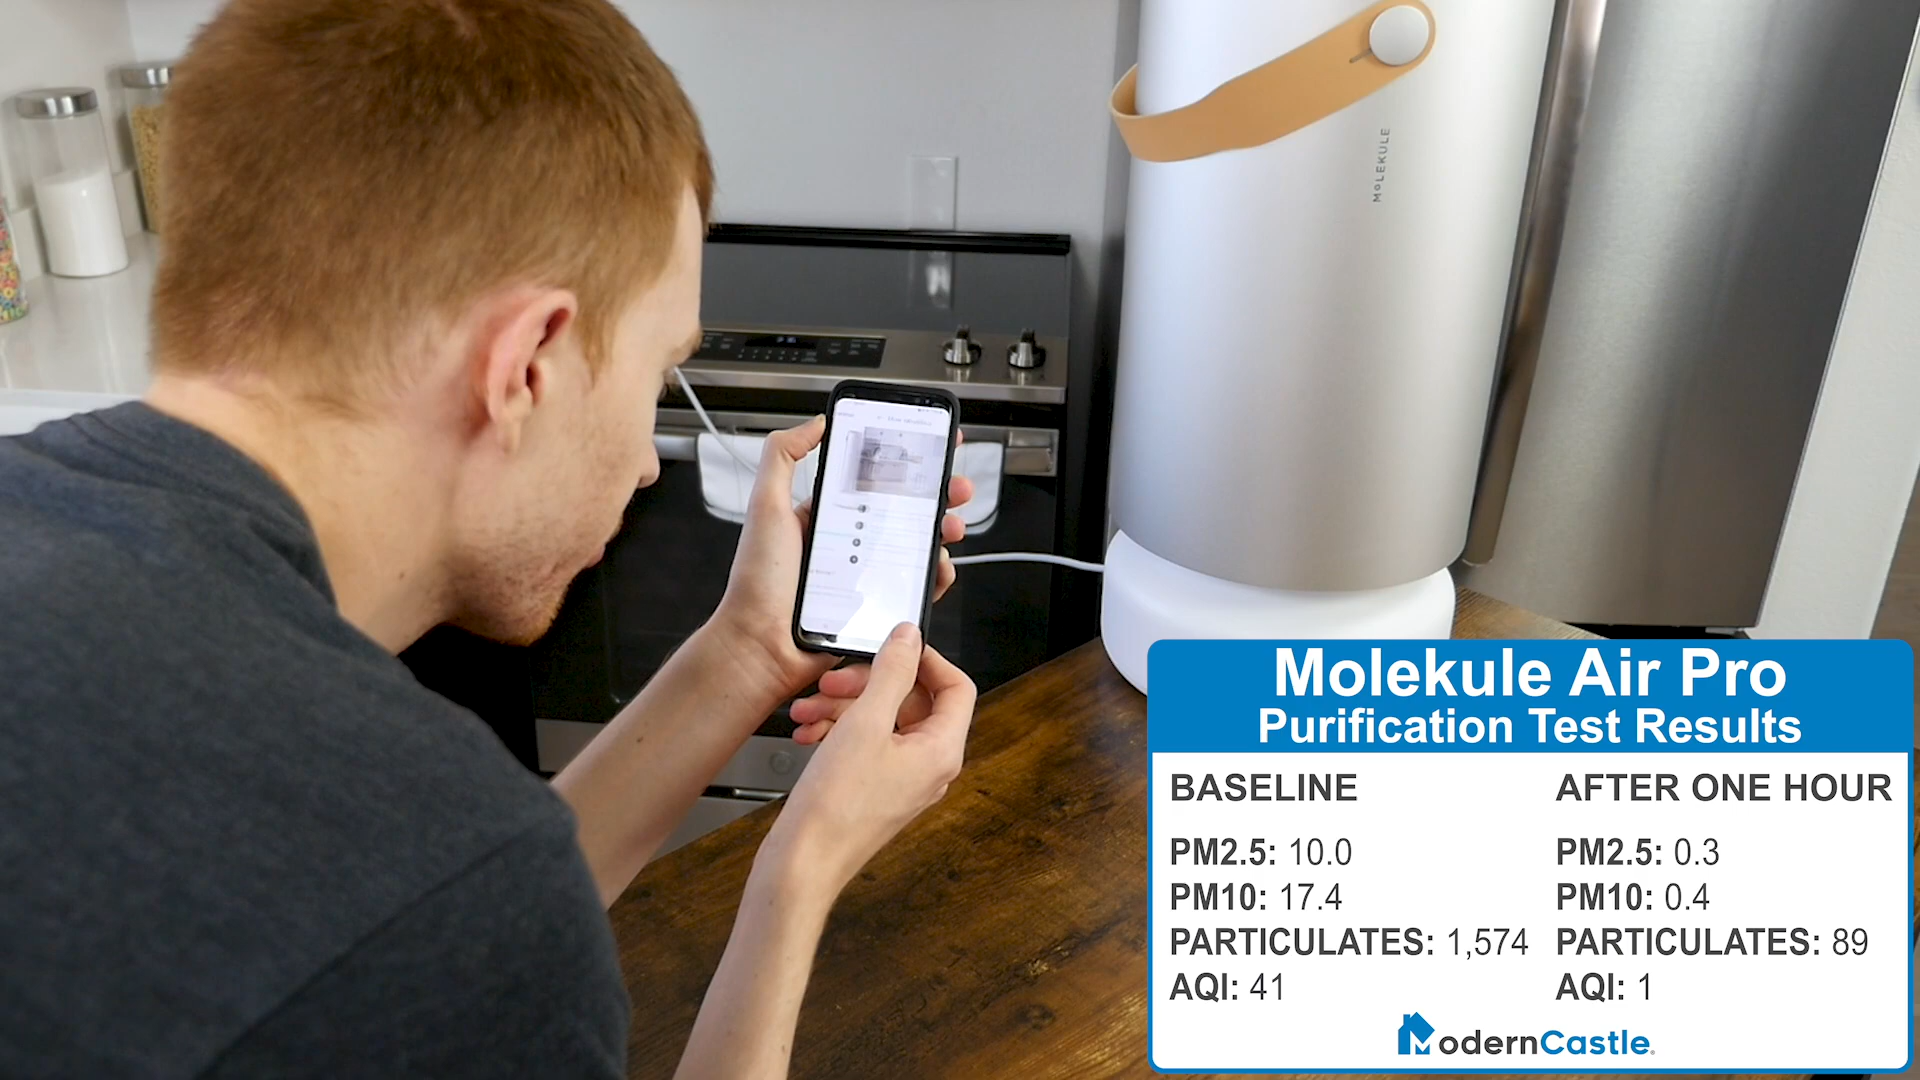 MOLEKULE
Molekule Air Pro
Purification Test Results
BASELINE
PM2.5: 10.0
PM10: 17.4
PARTICULATES: 1,574
AQI: 41
AFTER ONE HOUR
PM2.5: 0.3
PM10: 0.4
PARTICULATES: 89
AQI: 1
ModernCastle